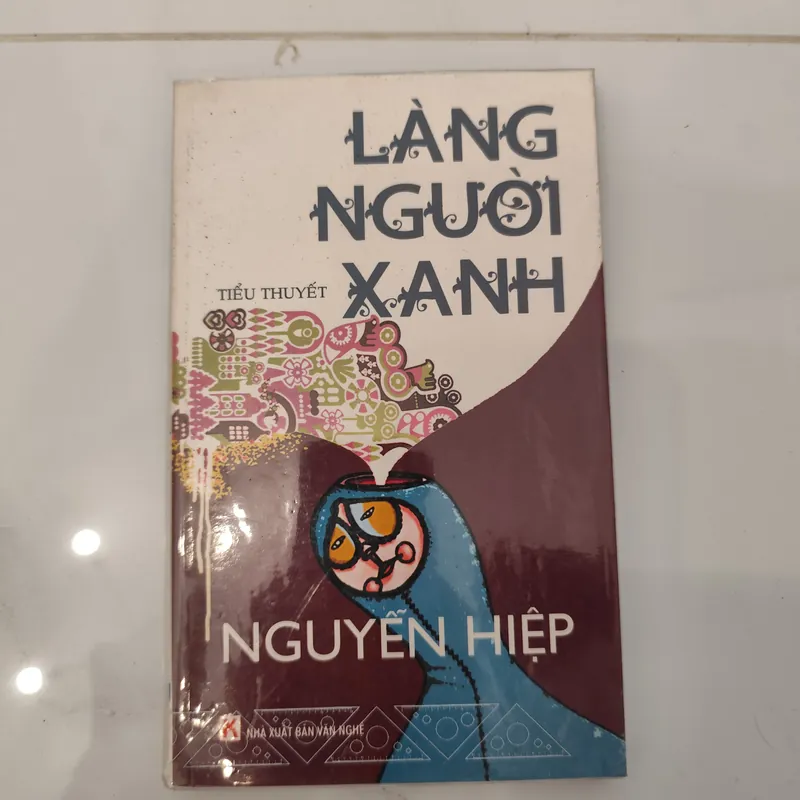 LÀNG
NGƯỜI
TIỂU THUYẾT XANH
NGUYỄN HIỆP
NHÀ XUẤT BẢN VĂN NGHỆ